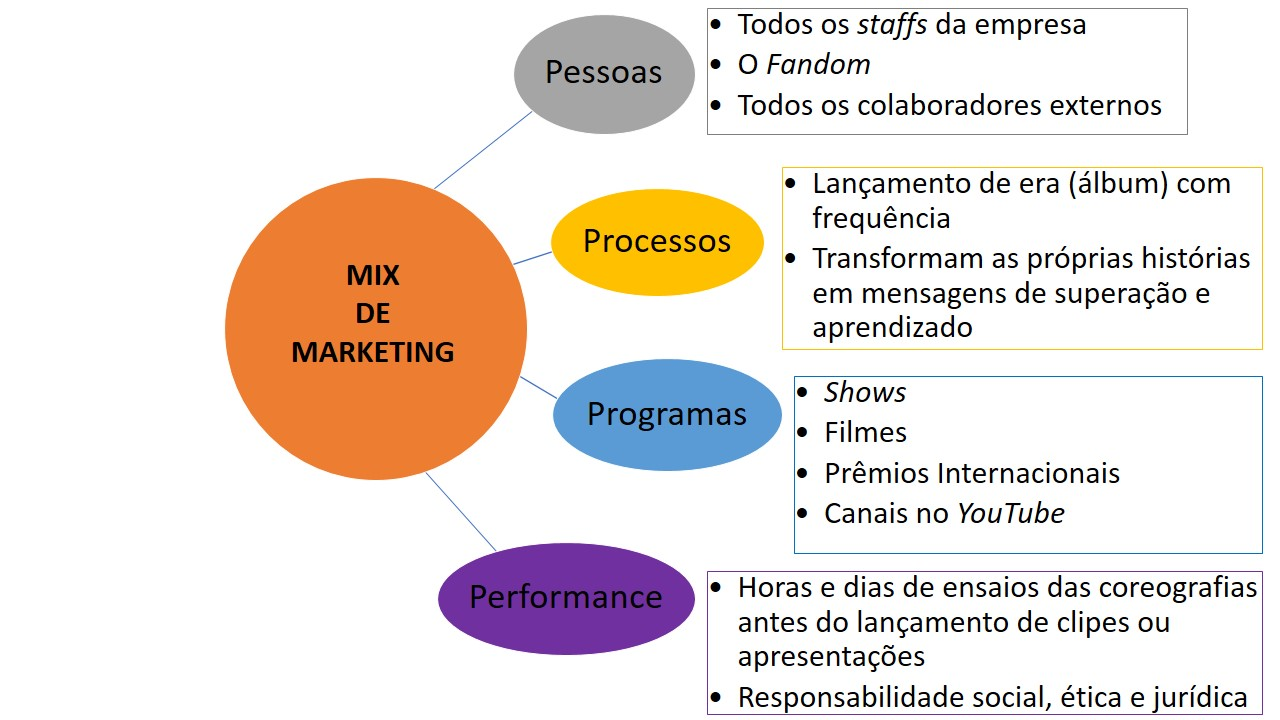 MIX
DE
MARKETING
Pessoas
• Todos os staffs da empresa
• O Fandom
• Todos os colaboradores externos
Processos
• Lançamento de era (álbum) com
frequência
• Transformam as próprias histórias
em mensagens de superação e
aprendizado
Programas
• Shows
• Filmes
• Prêmios Internacionais
• Canais no YouTube
Performance
• Horas e dias de ensaios das coreografias
antes do lançamento de clipes ou
apresentações
• Responsabilidade social, ética e jurídica